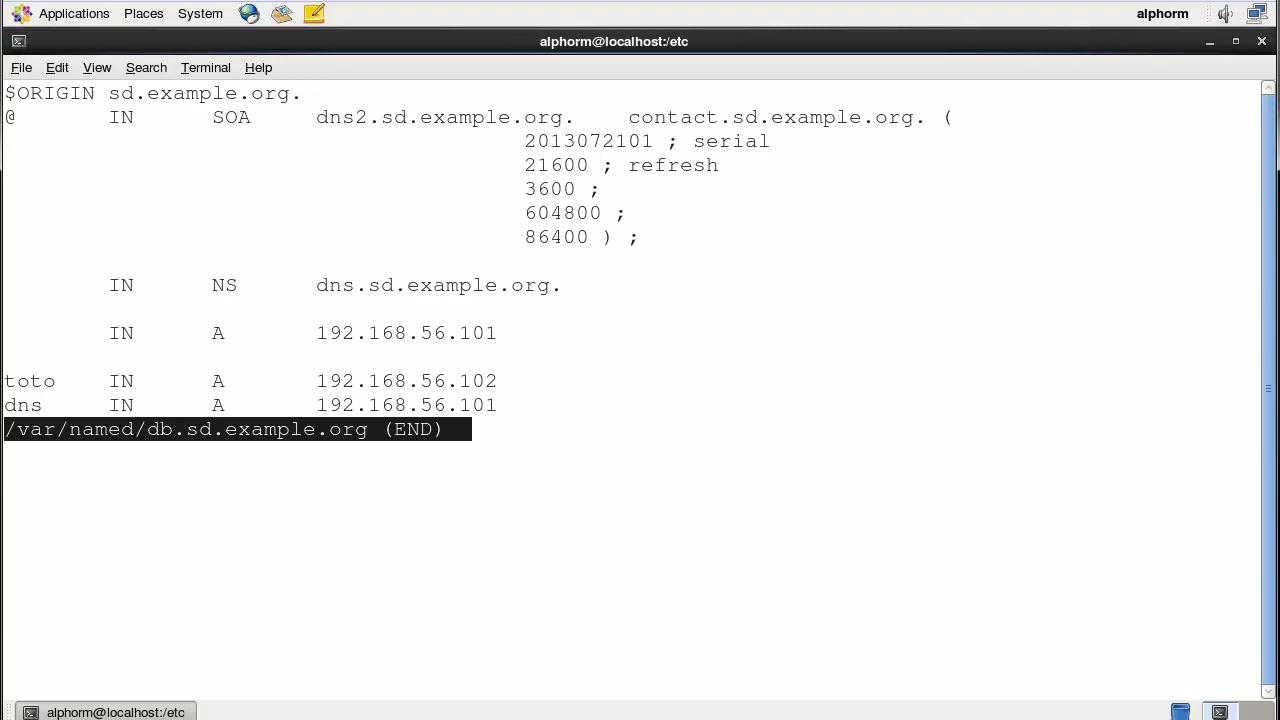 Applications Places System alphorm
alphorm@localhost:/etc
File Edit View Search Terminal Help
$ORIGIN sd.example.org.
@ IN SOA dns2.sd.example.org. contact.sd.example.org. (
2013072101 ; serial
21600 ; refresh
3600 ;
604800 ;
86400 ) ;
IN NS dns.sd.example.org.
IN A 192.168.56.101
toto IN A 192.168.56.102
dns IN A 192.168.56.101
/var/named/db.sd.example.org (END)
alphorm@localhost:/etc